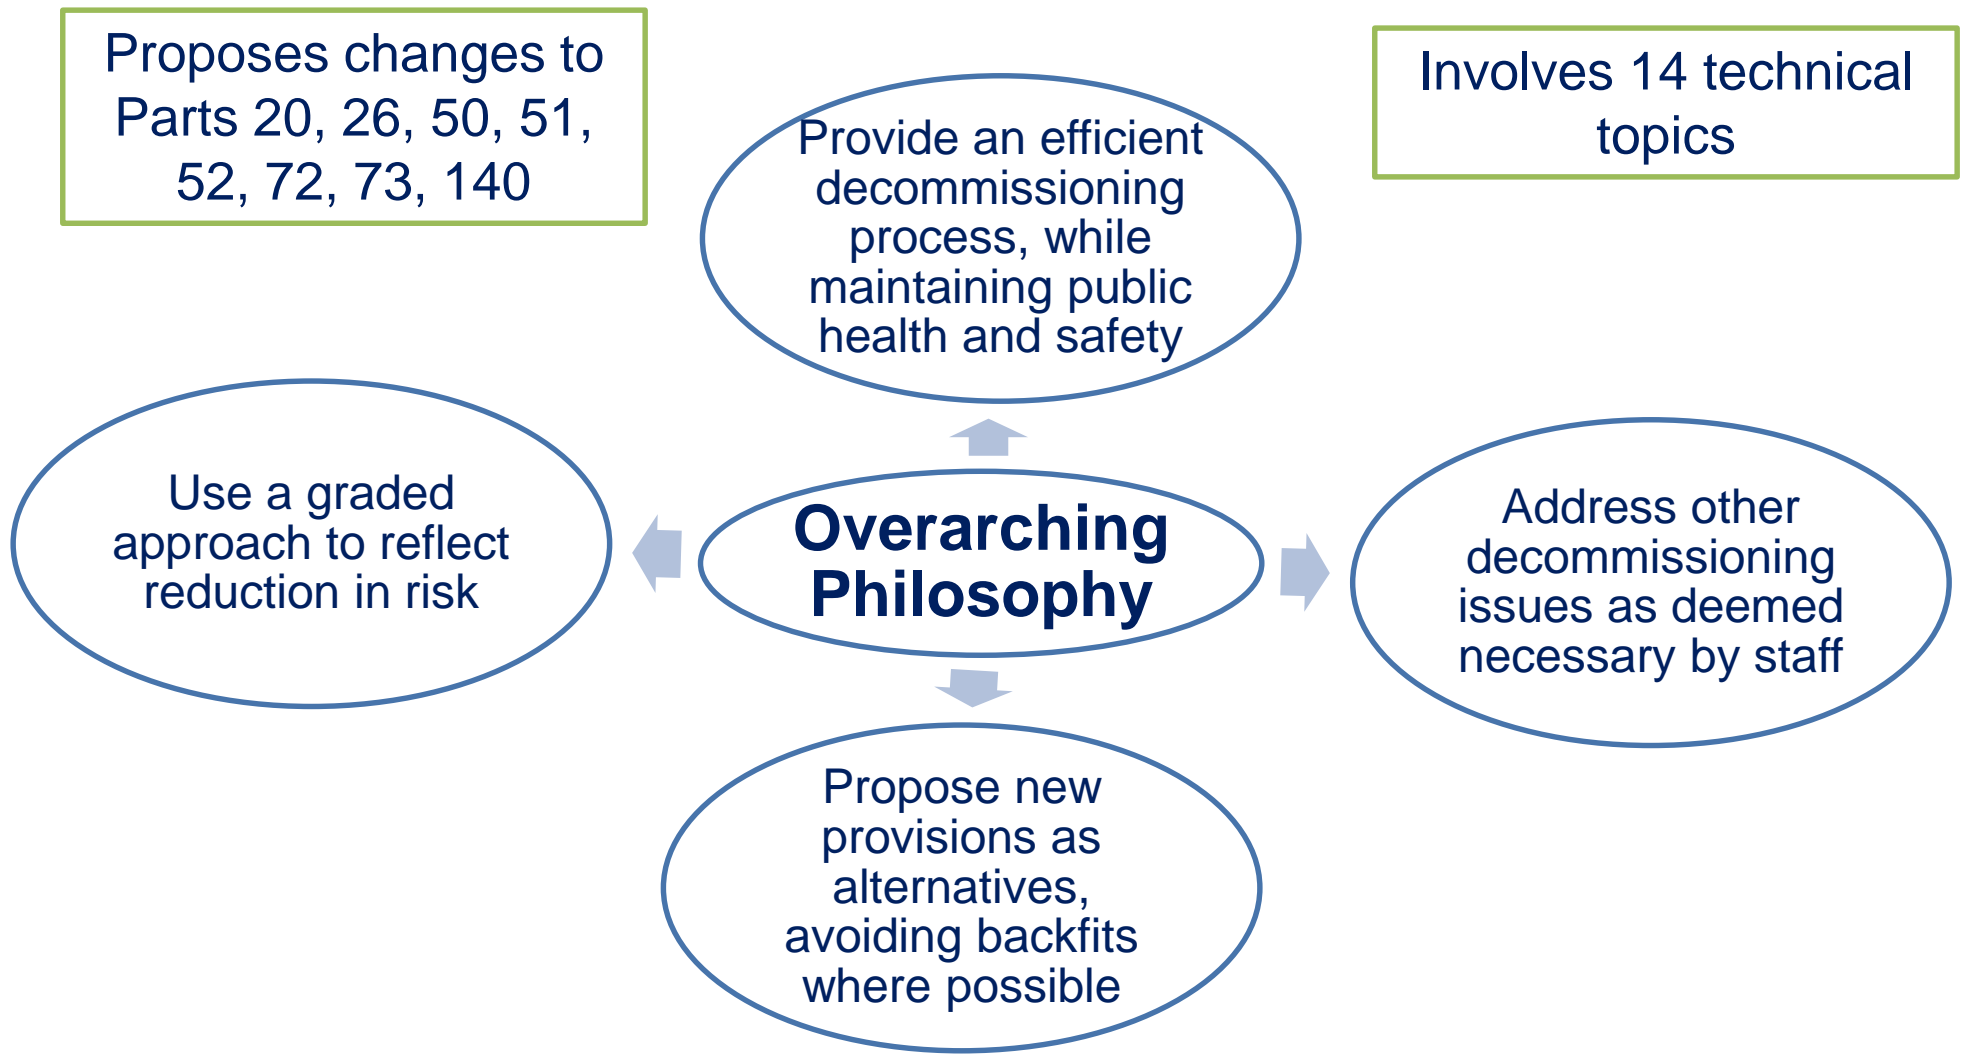 Proposes changes to
Parts 20, 26, 50, 51,
52, 72, 73, 140
Involves 14 technical
topics
Provide an efficient
decommissioning
process, while
maintaining public
health and safety
Use a graded
approach to reflect
reduction in risk
Overarching
Philosophy
Address other
decommissioning
issues as deemed
necessary by staff
Propose new
provisions as
alternatives,
avoiding backfits
where possible